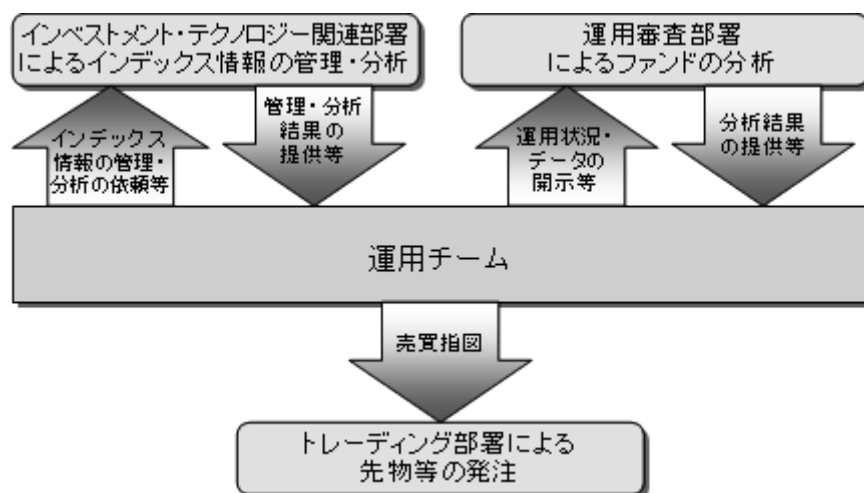 インベストメント・テクノロジー関連部署
によるインデックス情報の管理・分析
運用審査部署
によるファンドの分析
インデックス
情報の管理・
分析の依頼等
管理・分析
結果の
提供等
運用状況・
データの
開示等
分析結果
の提供等
運用チーム
売買指図
トレーディング部署による
先物等の発注